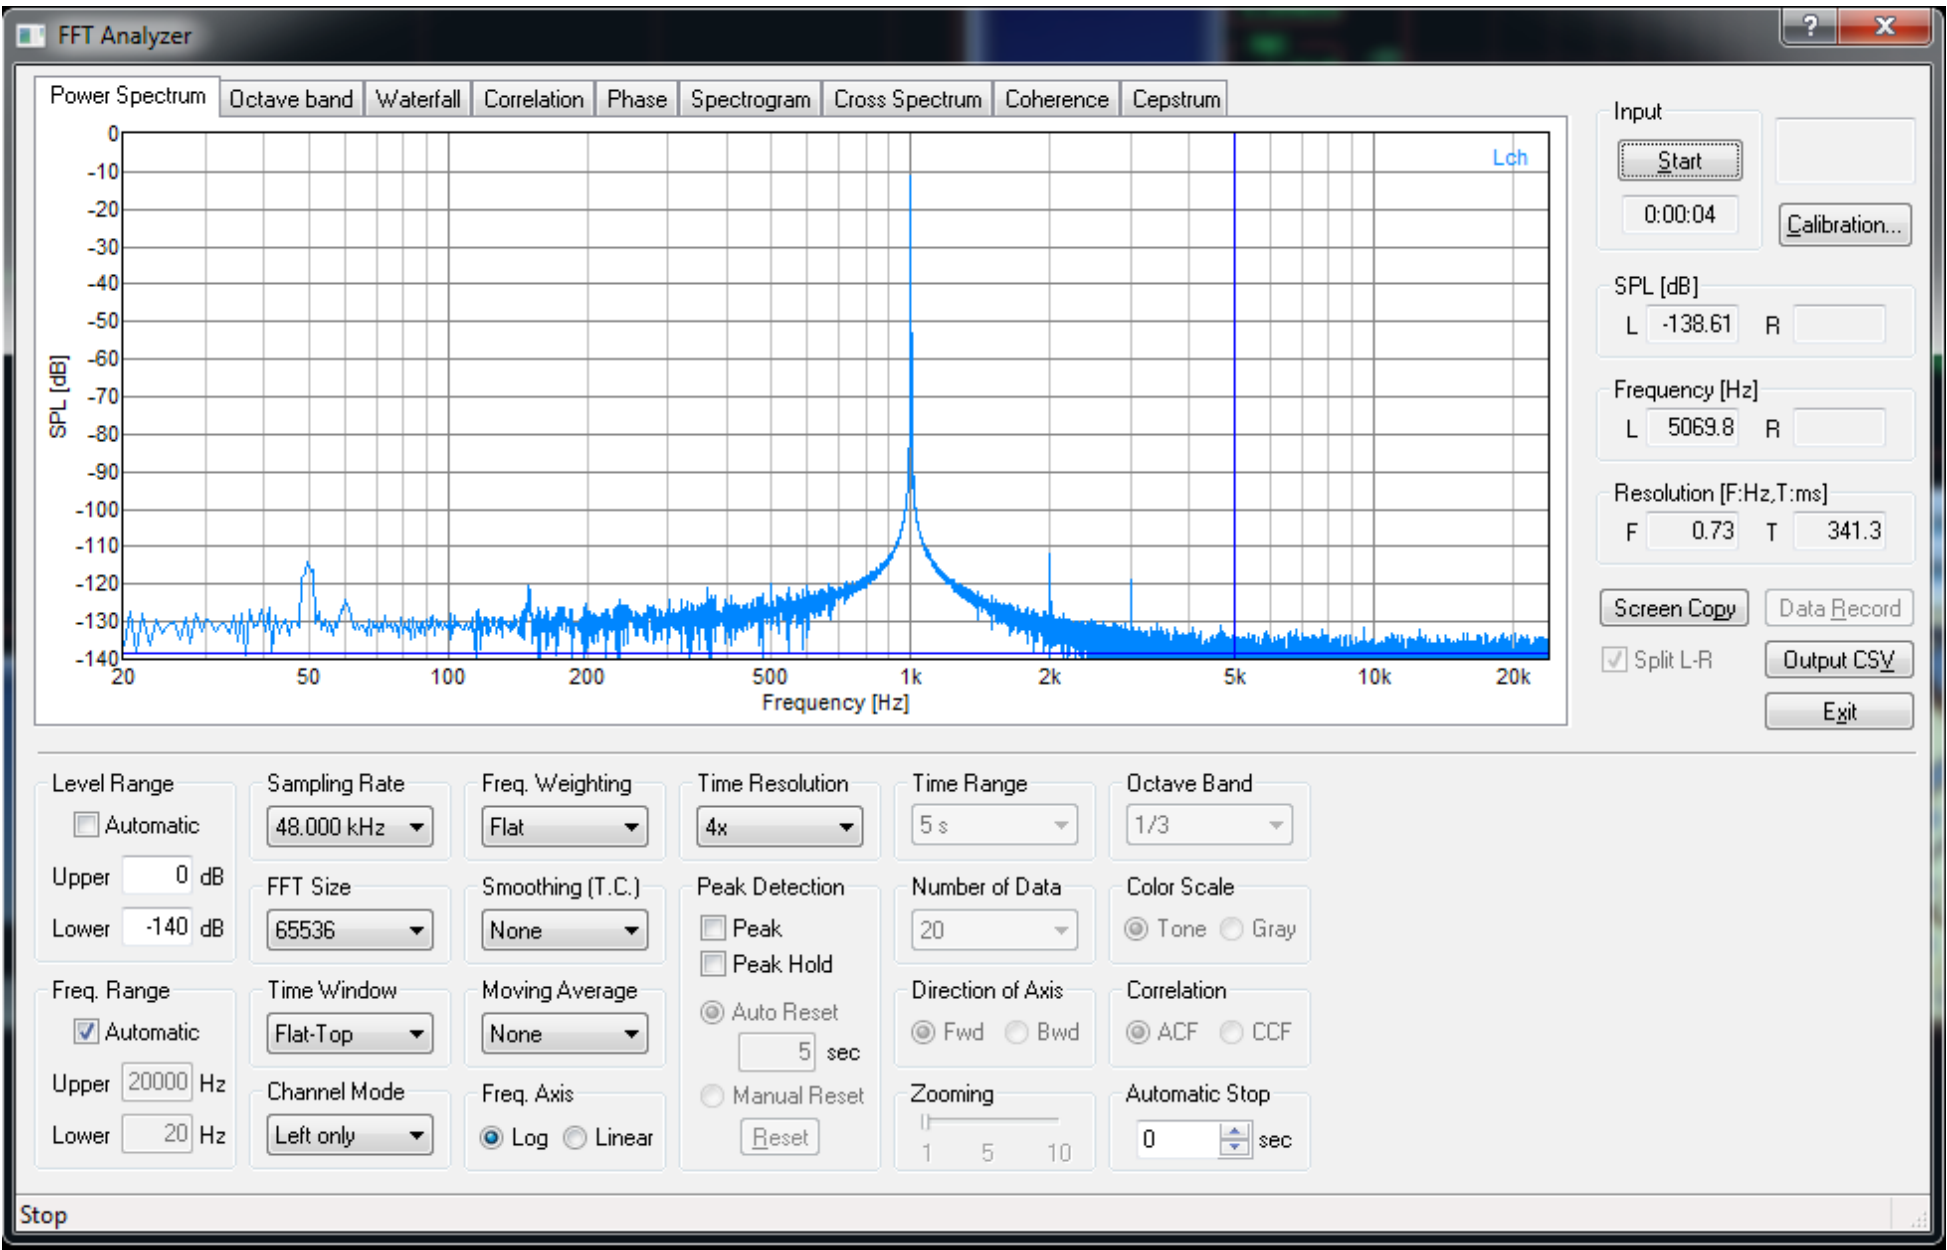 FFT Analyzer
?
Power Spectrum Octave band Waterfall Correlation Phase Spectrogram Cross Spectrum Coherence Cepstrum
Lch
SPL [dB]
0
-10
-20
-30
-40
-50
-60
-70
-80
-90
-100
-110
-120
-130
-140
20 50 100 200 500 1k 2k 5k 10k 20k
Frequency [Hz]
Input
Start
0:00:04
Calibration...
SPL [dB]
L -138.61 R
Frequency [Hz]
L 5069.8 R
Resolution [F:Hz,T:ms]
F 0.73 T 341.3
Screen Copy Data Record
Split L-R Output CSV
Exit
Level Range
Automatic
Upper 0 dB
Lower -140 dB
Freq. Range
Automatic
Upper 20000 Hz
Lower 20 Hz
Sampling Rate
48.000 kHz
FFT Size
65536
Time Window
Flat-Top
Channel Mode
Left only
Freq. Weighting
Flat
Smoothing (T.C.)
None
Moving Average
None
Freq. Axis
Log Linear
Time Resolution
4x
Peak Detection
Peak
Peak Hold
Auto Reset
5 sec
Manual Reset
Reset
Time Range
5 s
Number of Data
20
Direction of Axis
Fwd Bwd
Zooming
1 5 10
Octave Band
1/3
Color Scale
Tone Gray
Correlation
ACF CCF
Automatic Stop
0 sec
Stop